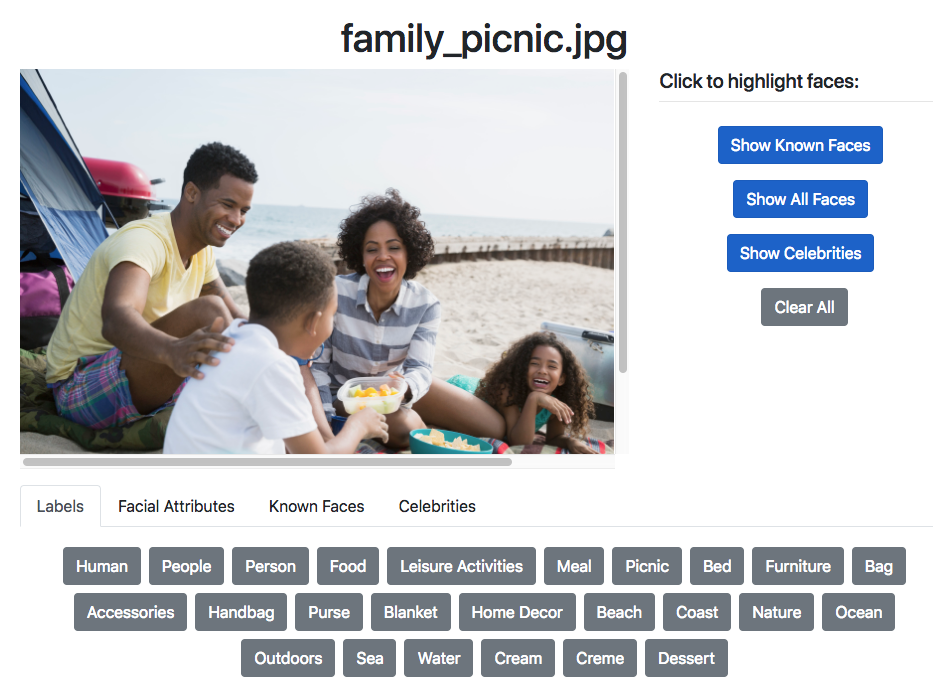 family_picnic.jpg
Click to highlight faces:
Show Known Faces
Show All Faces
Show Celebrities
Clear All
Labels Facial Attributes Known Faces Celebrities
Human People Person Food Leisure Activities Meal Picnic Bed Furniture Bag
Accessories Handbag Purse Blanket Home Decor Beach Coast Nature Ocean
Outdoors Sea Water Cream Creme Dessert